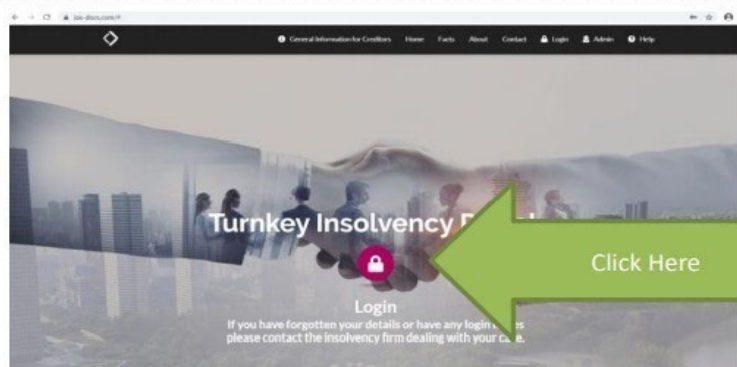 ips-docs.com/#
General Information for Creditors Home Facts About Contact Login Admin Help
Turnkey Insolvency
Click Here
Login
If you have forgotten your details or have any login
please contact the insolvency firm dealing with your